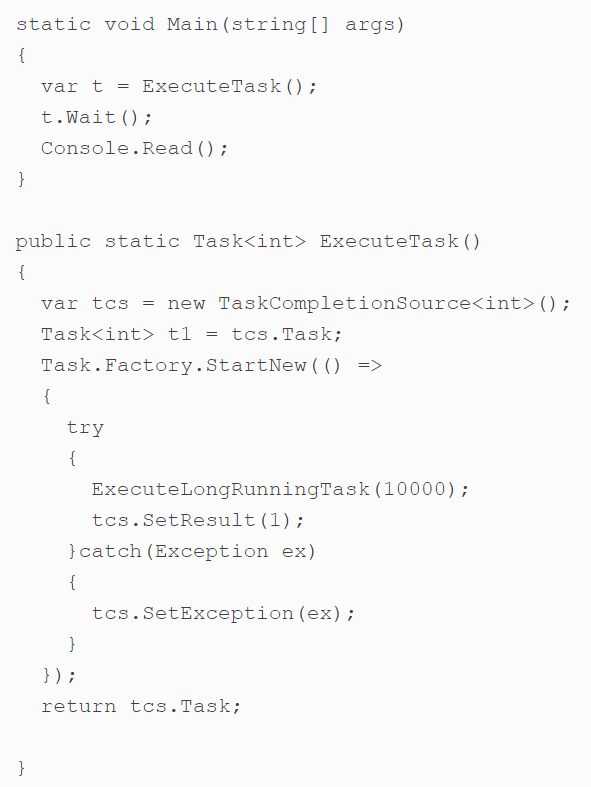 static void Main(string[] args)
{
  var t = ExecuteTask();
  t.Wait();
  Console.Read();
}

public static Task<int> ExecuteTask()
{
  var tcs = new TaskCompletionSource<int>();
  Task<int> t1 = tcs.Task;
  Task.Factory.StartNew(() =>
  {
    try
    {
      ExecuteLongRunningTask(10000);
      tcs.SetResult(1);
    }catch(Exception ex)
    {
      tcs.SetException(ex);
    }
  });
  return tcs.Task;

}